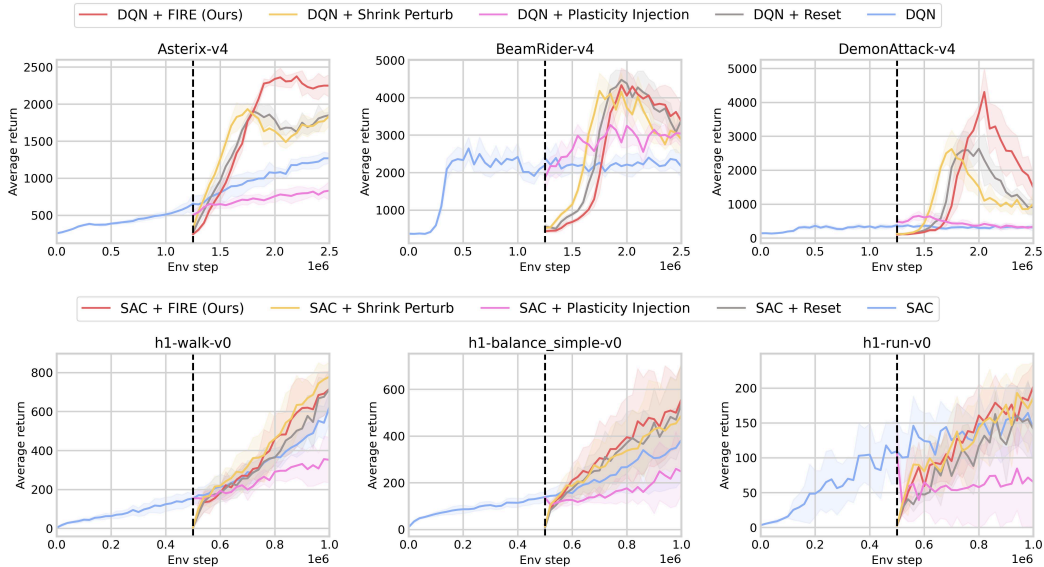 DQN + FIRE (Ours) DQN + Shrink Perturb DQN + Plasticity Injection DQN + Reset DQN
Asterix-v4 BeamRider-v4 DemonAttack-v4
Average return
2500
2000
1500
1000
500
0.0 0.5 1.0 1.5 2.0 2.5
Env step 1e6
Average return
5000
4000
3000
2000
1000
0.0 0.5 1.0 1.5 2.0 2.5
Env step 1e6
Average return
5000
4000
3000
2000
1000
0
0.0 0.5 1.0 1.5 2.0 2.5
Env step 1e6
SAC + FIRE (Ours) SAC + Shrink Perturb SAC + Plasticity Injection SAC + Reset SAC
h1-walk-v0 h1-balance_simple-v0 h1-run-v0
Average return
800
600
400
200
0
0.0 0.2 0.4 0.6 0.8 1.0
Env step 1e6
Average return
600
400
200
0
0.0 0.2 0.4 0.6 0.8 1.0
Env step 1e6
Average return
200
150
100
50
0
0.0 0.2 0.4 0.6 0.8 1.0
Env step 1e6